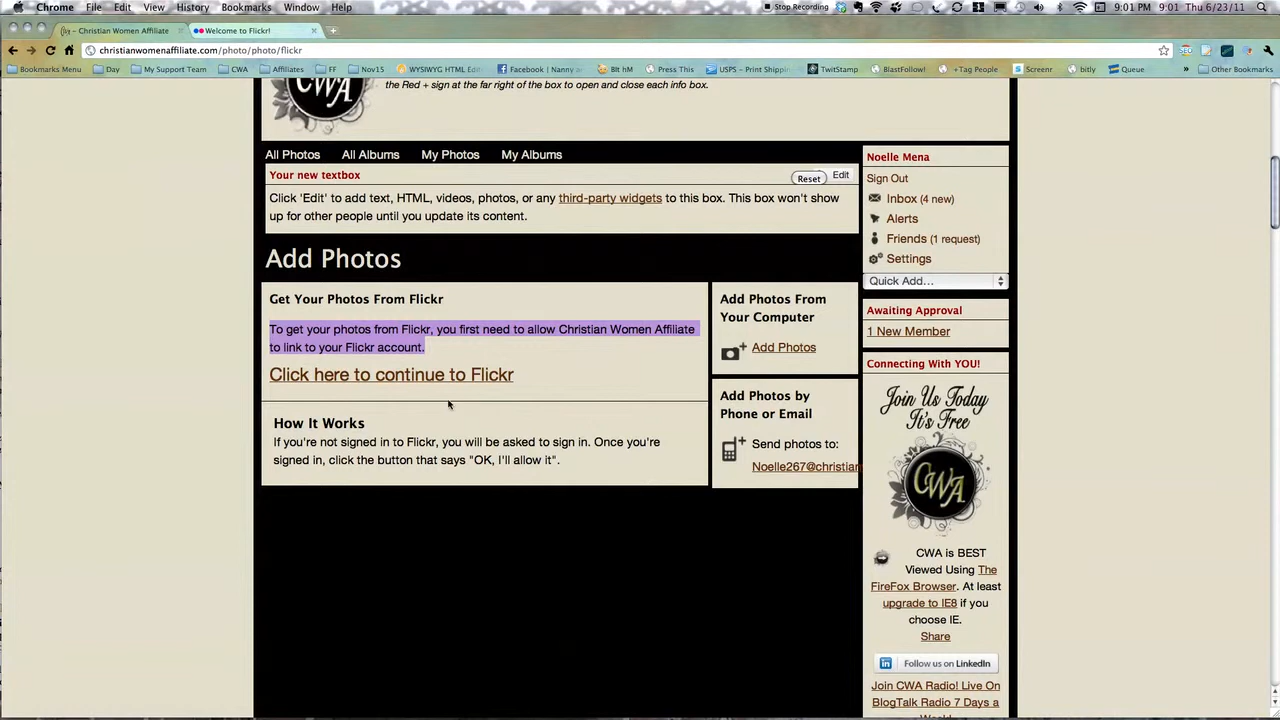 Chrome File Edit View History Bookmarks Window Help
Stop Recording 9:01 PM 9:01 Thu 6/23/11
– Christian Women Affiliate
Welcome to Flickr!
christianwomenaffiliate.com/photo/photo/flickr
Bookmarks Menu Day My Support Team CWA Affiliates FF Nov15 WYSIWYG HTML Edit Facebook | Nanny Press This USPS - Print Shippin TwitStamp BlastFollow! +Tag People Screenr bitly Queue » Other Bookmarks
CWA
the Red + sign at the far right of the box to open and close each info box.
All Photos All Albums My Photos My Albums
Your new textbox
Reset Edit
Click 'Edit' to add text, HTML, videos, photos, or any third-party widgets to this box. This box won't show
up for other people until you update its content.
Add Photos
Get Your Photos From Flickr
To get your photos from Flickr, you first need to allow Christian Women Affiliate
to link to your Flickr account.
Click here to continue to Flickr
How It Works
If you're not signed in to Flickr, you will be asked to sign in. Once you're
signed in, click the button that says "OK, I'll allow it".
Add Photos From
Your Computer
Add Photos
Add Photos by
Phone or Email
Send photos to:
Noelle267@christian
Noelle Mena
Sign Out
Inbox (4 new)
Alerts
Friends (1 request)
Settings
Quick Add...
Awaiting Approval
1 New Member
Connecting With YOU!
Join Us Today
It's Free
CWA
CWA is BEST
Viewed Using The
FireFox Browser. At least
upgrade to IE8 if you
choose IE.
Share
in Follow us on LinkedIn
Join CWA Radio! Live On
BlogTalk Radio 7 Days a